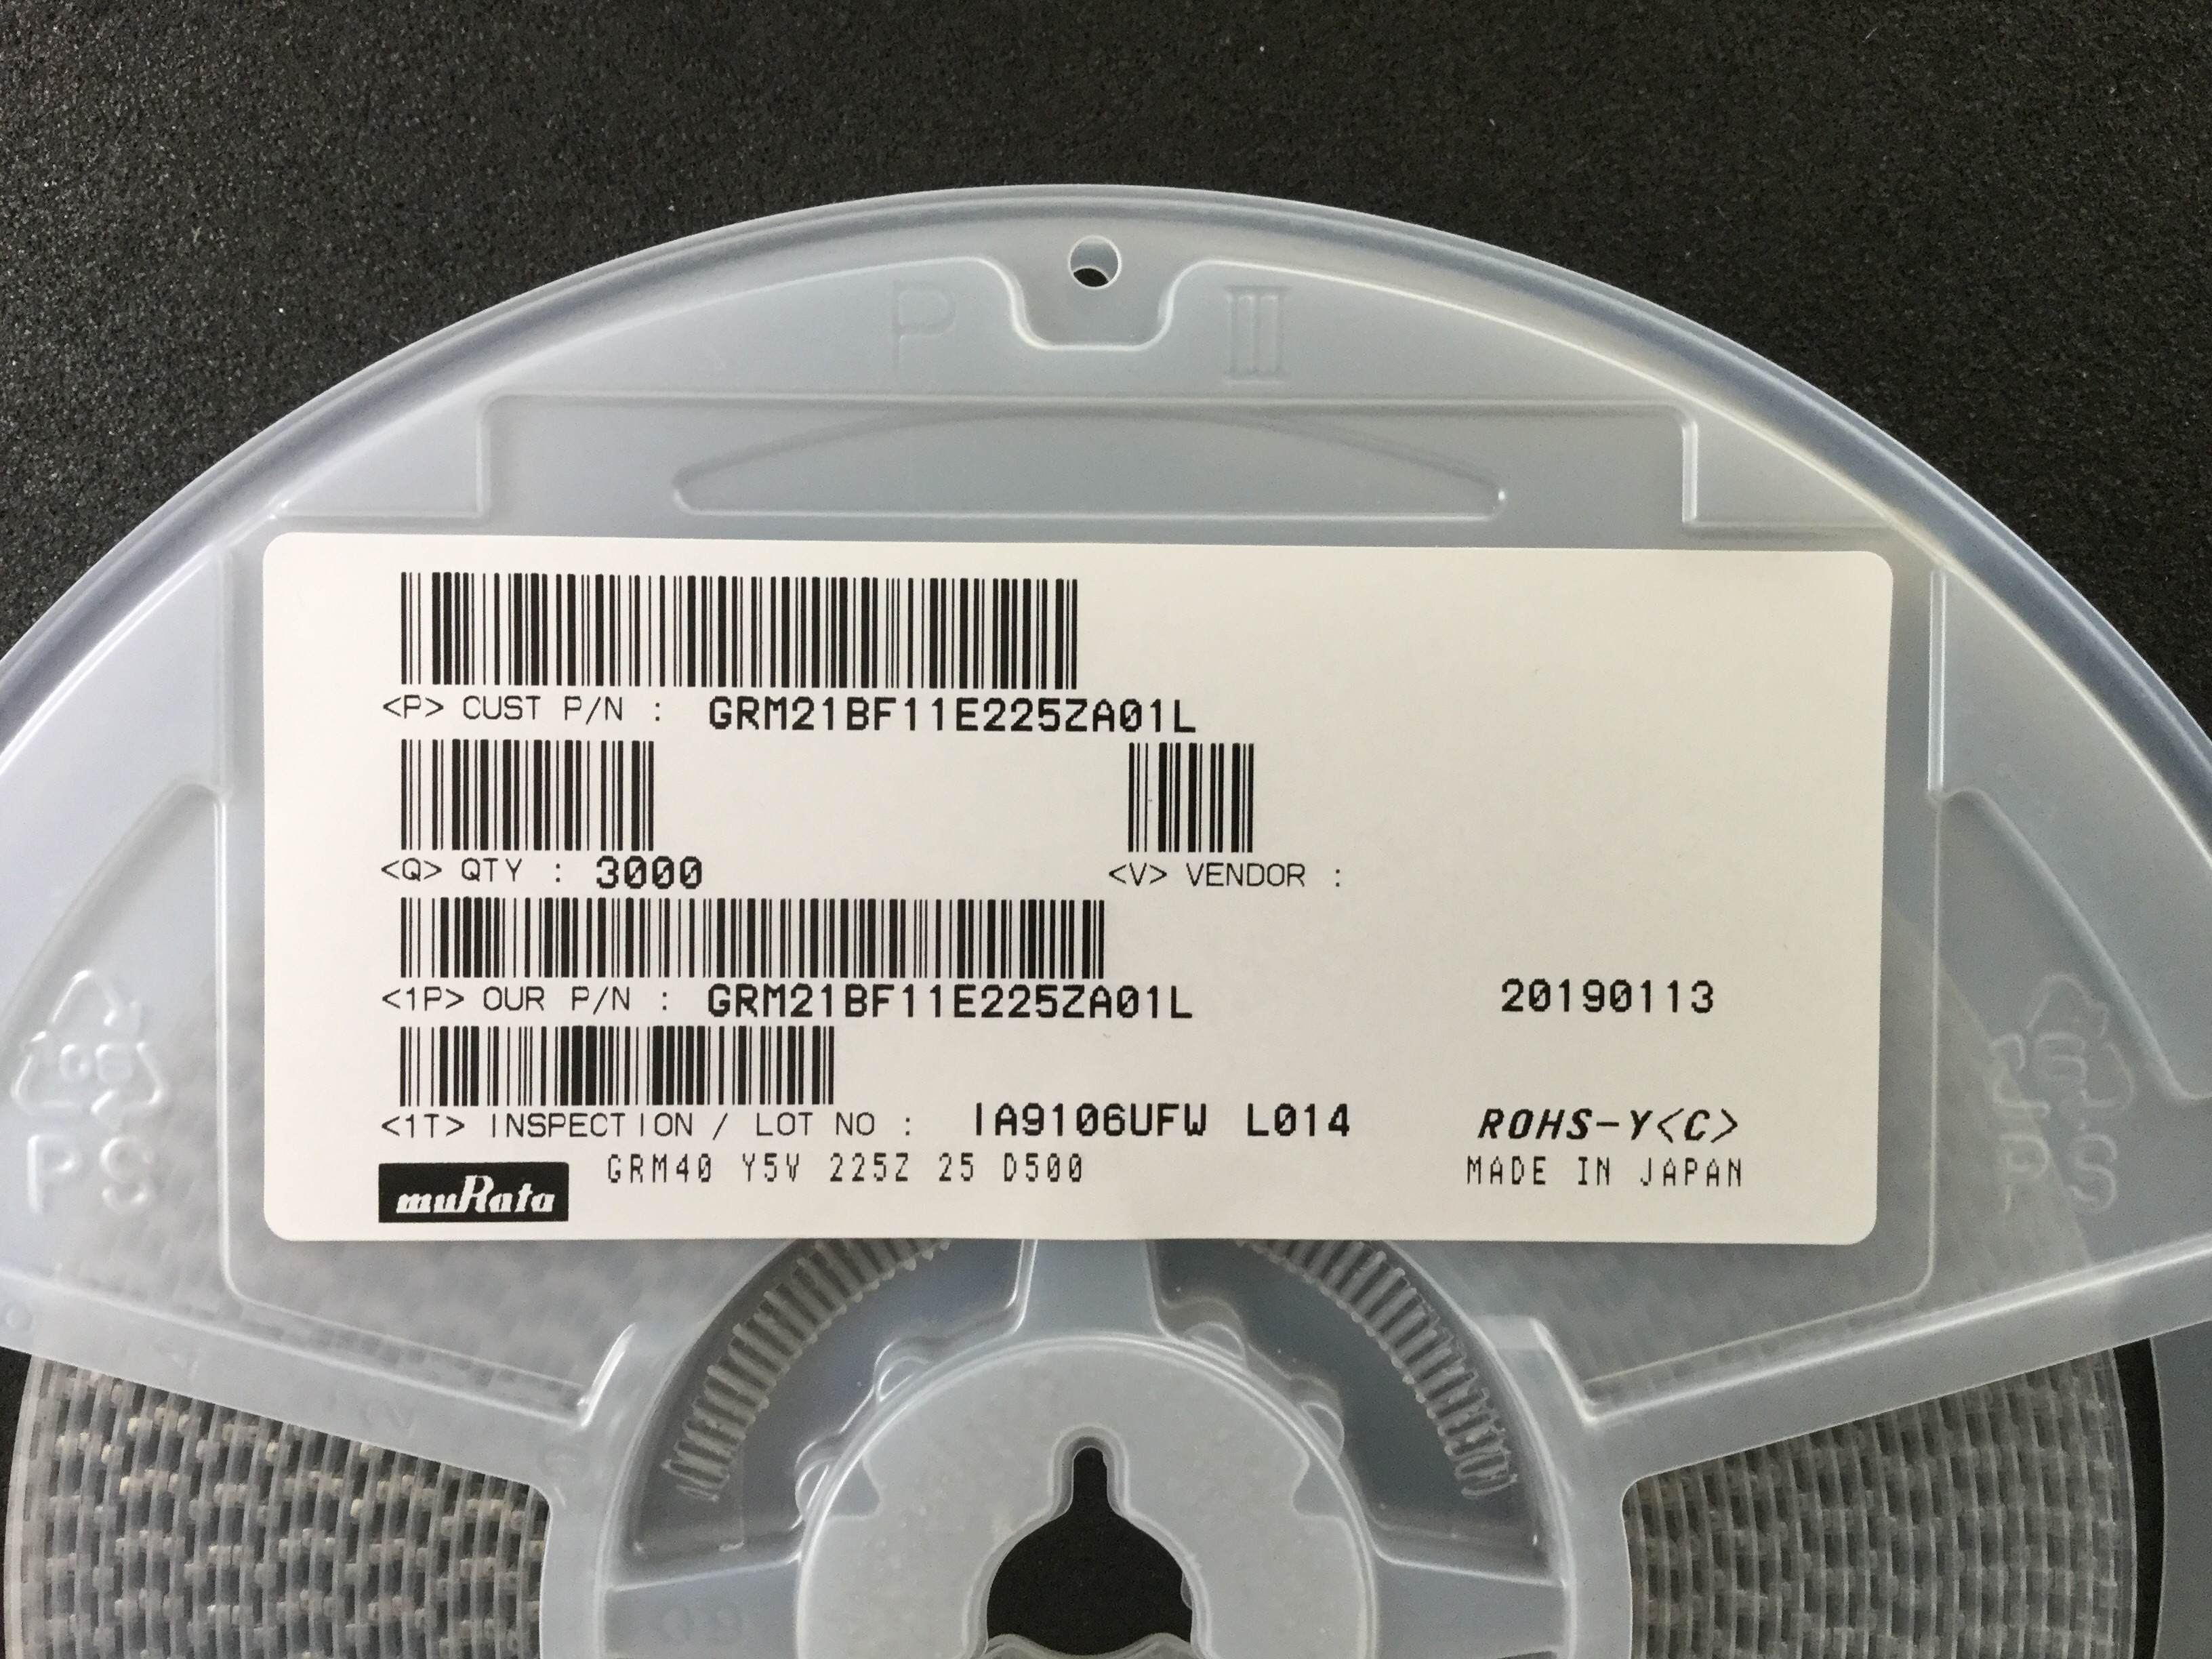 P III
<P> CUST P/N : GRM21BF11E225ZA01L
<Q> QTY : 3000 <V> VENDOR :
<1P> OUR P/N : GRM21BF11E225ZA01L 20190113
<1T> INSPECTION / LOT NO : IA9106UFW L014 ROHS-Y<C>
muRata GRM40 Y5V 225Z 25 D500 MADE IN JAPAN
PS PS